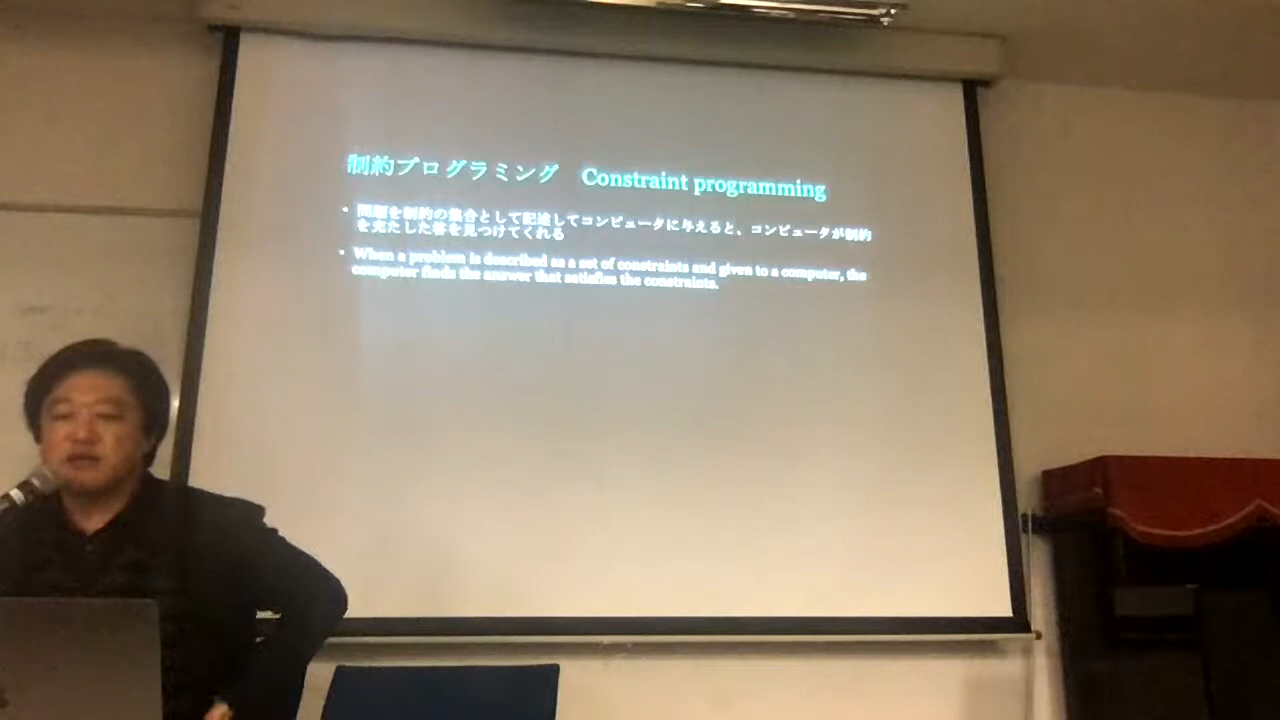 制約プログラミング　Constraint programming
• 問題を制約の集合として記述してコンピュータに与えると、コンピュータが制約
を充たした答を見つけてくれる
• When a problem is described as a set of constraints and given to a computer, the
computer finds the answer that satisfies the constraints.